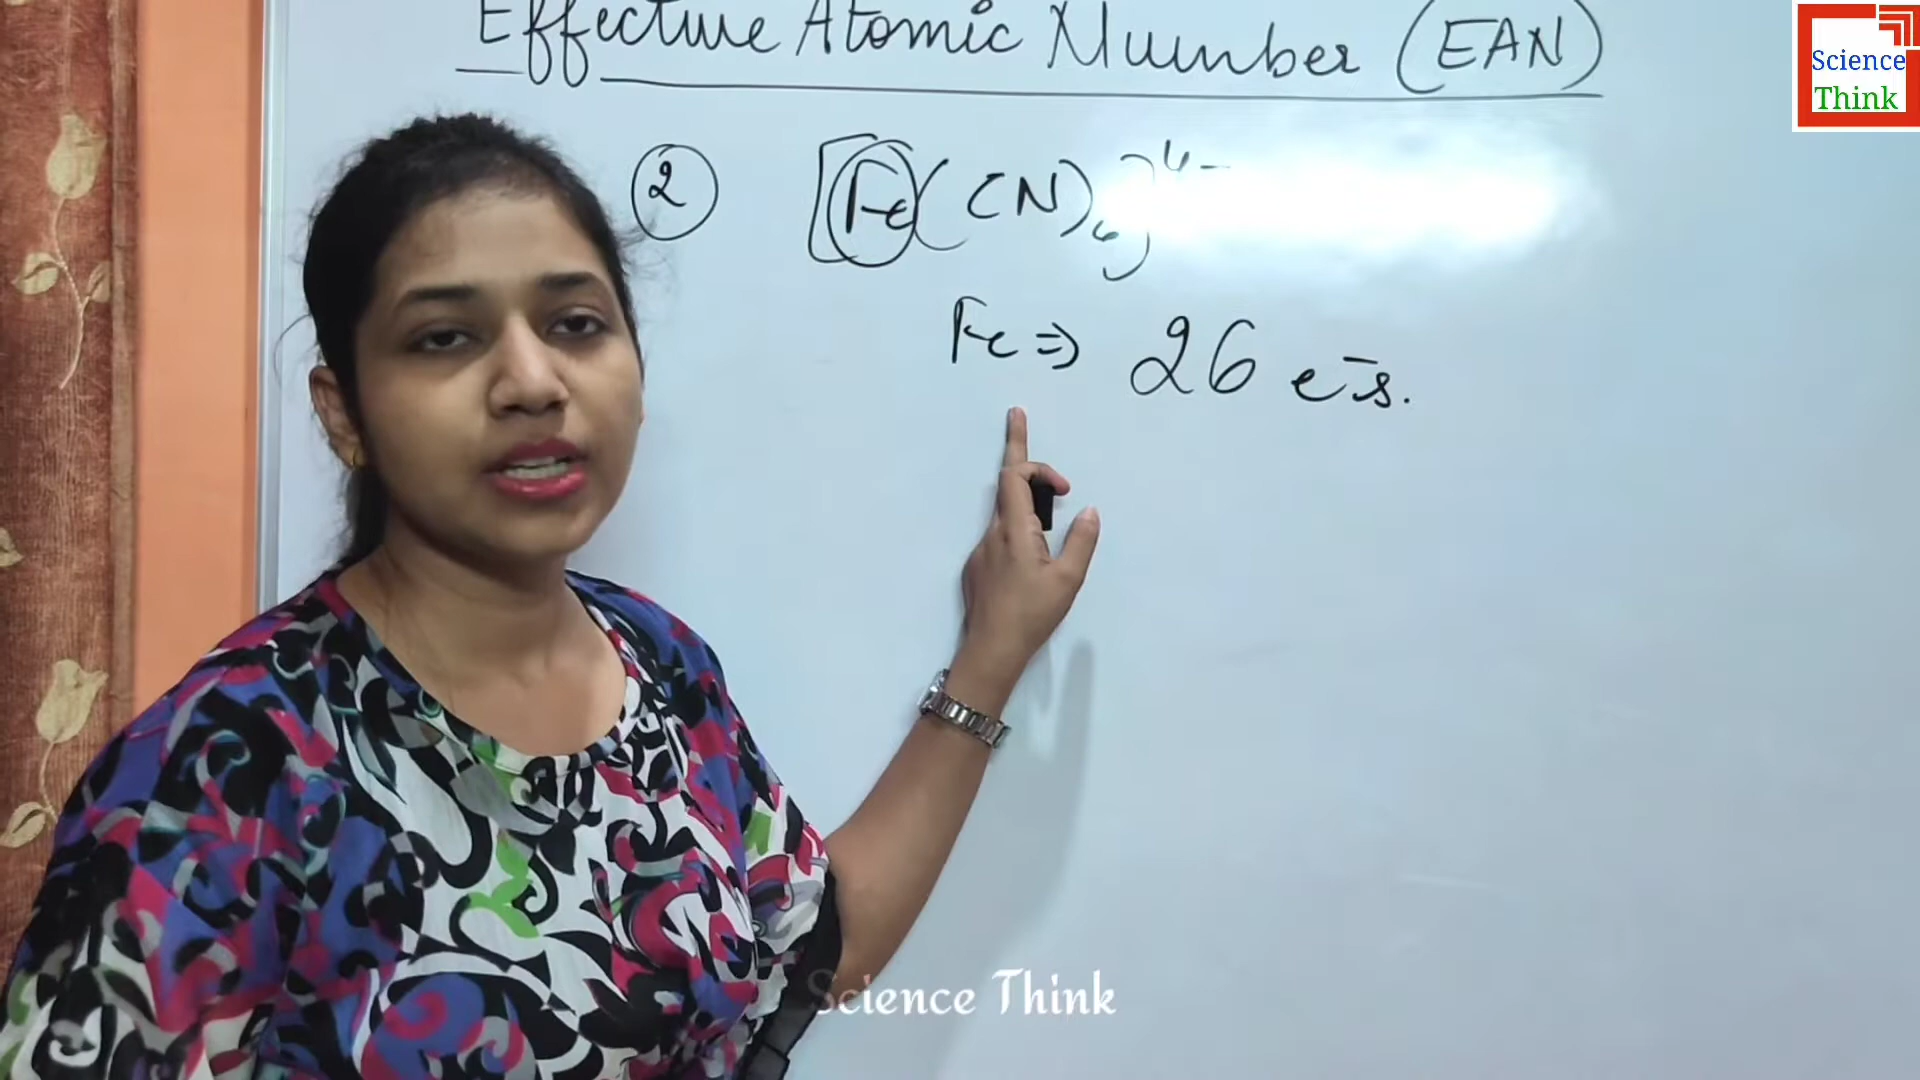 Effective Atomic Number (EAN)
Science
Think
② [Fe(CN)₆]⁴⁻
Fe ⇒ 26 e⁻s.
Science Think